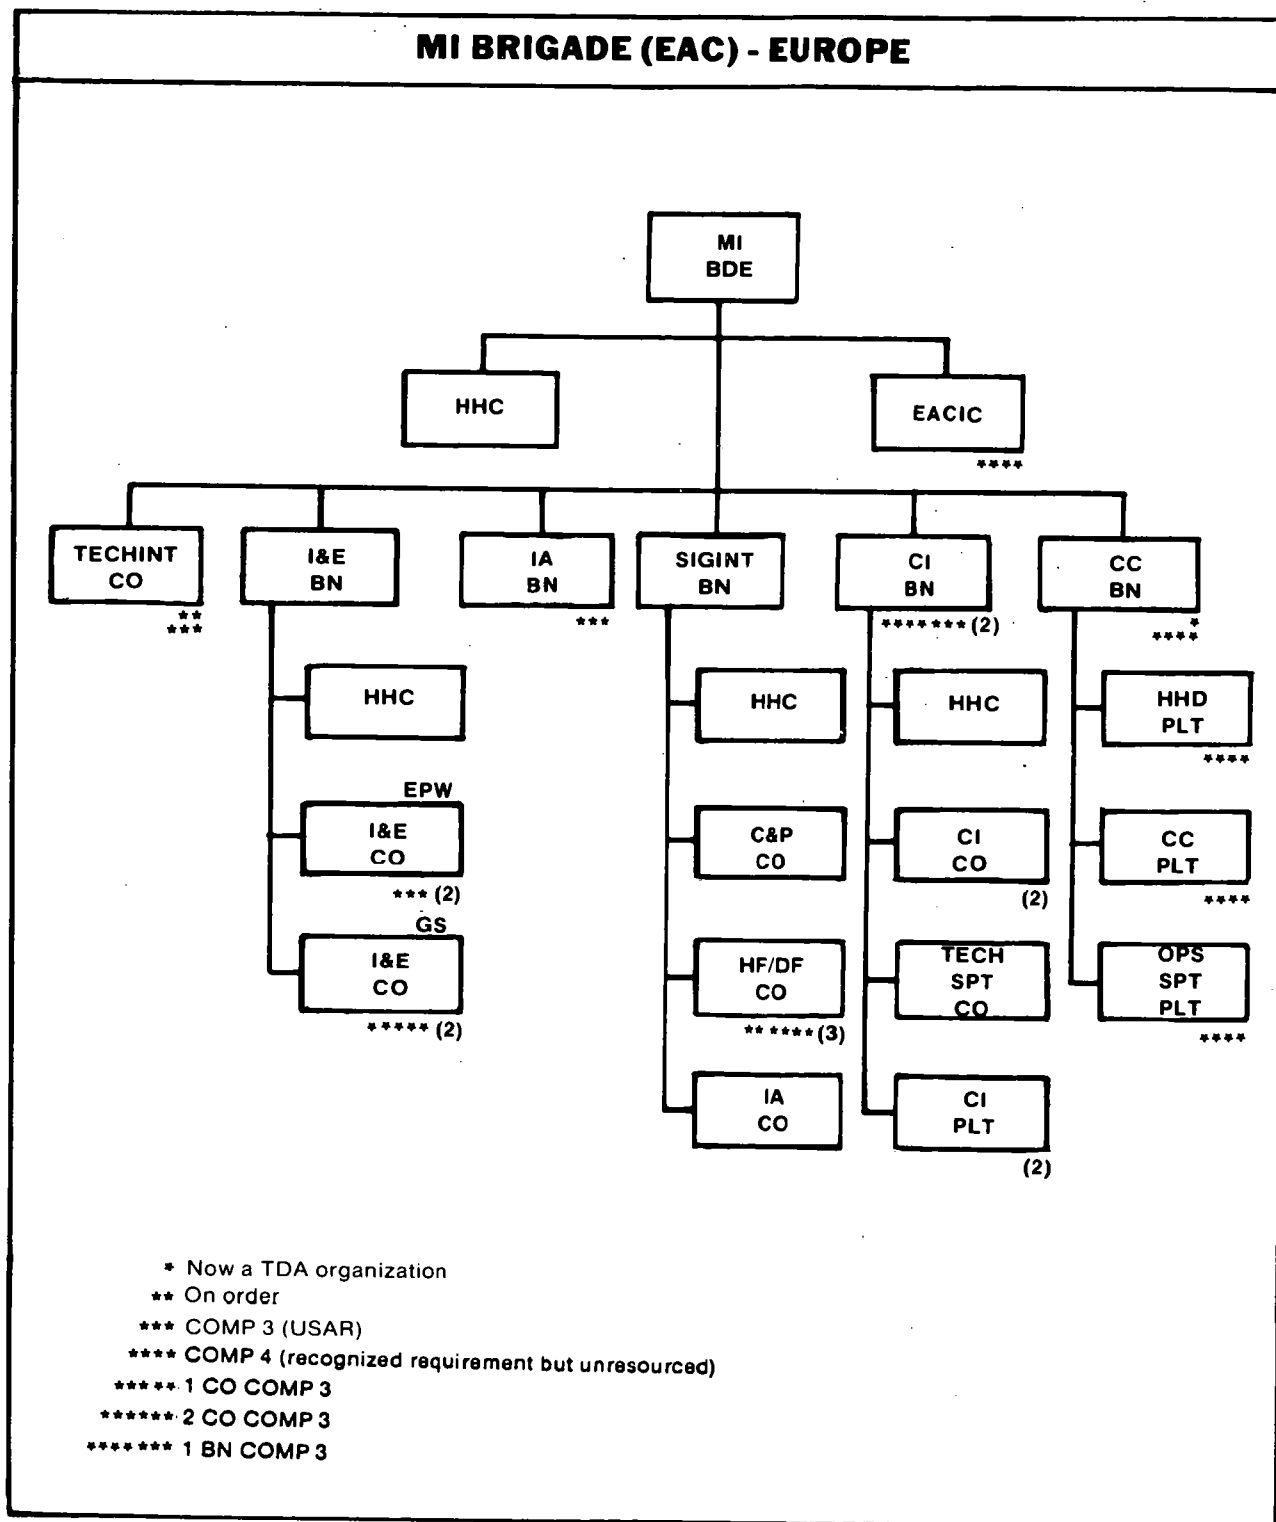 MI BRIGADE (EAC) - EUROPE
MI
BDE
HHC
EACIC
****
TECHINT
CO
**
***
I&E
BN
IA
BN
***
SIGINT
BN
CI
BN
******* (2)
CC
BN
*
****
HHC
EPW
I&E
CO
*** (2)
GS
I&E
CO
***** (2)
HHC
C&P
CO
HF/DF
CO
****** (3)
IA
CO
HHC
CI
CO
(2)
TECH
SPT
CO
CI
PLT
(2)
HHD
PLT
****
CC
PLT
****
OPS
SPT
PLT
****
* Now a TDA organization
** On order
*** COMP 3 (USAR)
**** COMP 4 (recognized requirement but unresourced)
***** 1 CO COMP 3
****** 2 CO COMP 3
******* 1 BN COMP 3